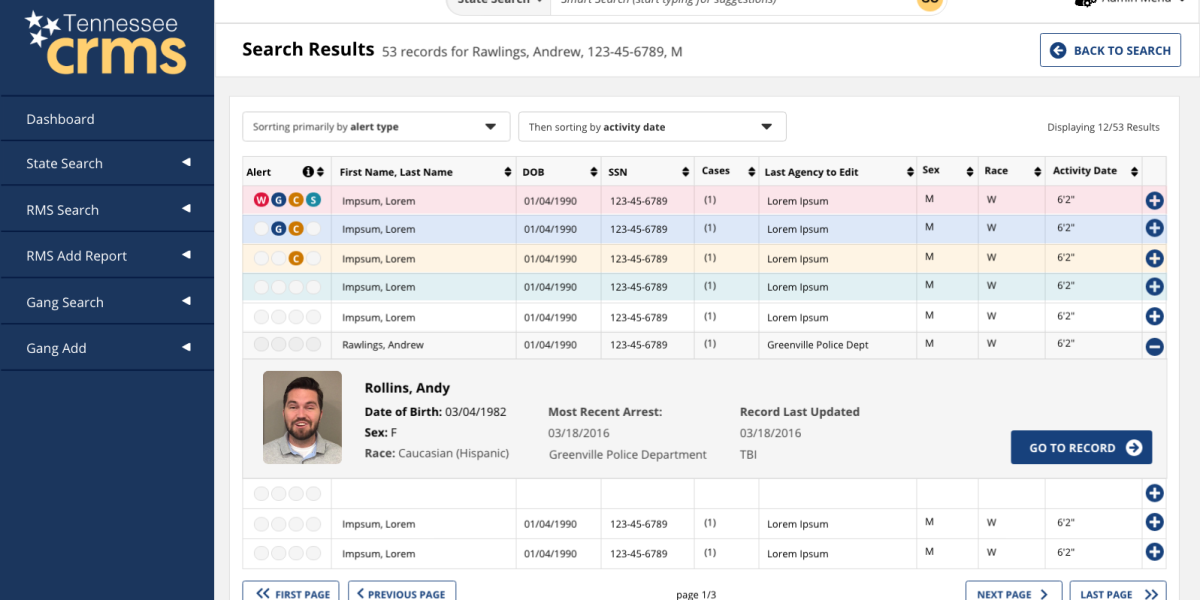 State Search
Smart Search (start typing for suggestions)
GO
Admin Menu
Tennessee
crms
Search Results 53 records for Rawlings, Andrew, 123-45-6789, M
BACK TO SEARCH
Dashboard
State Search
RMS Search
RMS Add Report
Gang Search
Gang Add
Sorrting primarily by alert type
Then sorting by activity date
Displaying 12/53 Results
Alert First Name, Last Name DOB SSN Cases Last Agency to Edit Sex Race Activity Date
W G C S Impsum, Lorem 01/04/1990 123-45-6789 (1) Lorem Ipsum M W 6'2"
G C Impsum, Lorem 01/04/1990 123-45-6789 (1) Lorem Ipsum M W 6'2"
C Impsum, Lorem 01/04/1990 123-45-6789 (1) Lorem Ipsum M W 6'2"
Impsum, Lorem 01/04/1990 123-45-6789 (1) Lorem Ipsum M W 6'2"
Impsum, Lorem 01/04/1990 123-45-6789 (1) Lorem Ipsum M W 6'2"
Rawlings, Andrew 01/04/1990 123-45-6789 (1) Greenville Police Dept M W 6'2"
Rollins, Andy
Date of Birth: 03/04/1982 Most Recent Arrest: Record Last Updated
Sex: F 03/18/2016 03/18/2016
Race: Caucasian (Hispanic) Greenville Police Department TBI
GO TO RECORD
Impsum, Lorem 01/04/1990 123-45-6789 (1) Lorem Ipsum M W 6'2"
Impsum, Lorem 01/04/1990 123-45-6789 (1) Lorem Ipsum M W 6'2"
FIRST PAGE PREVIOUS PAGE page 1/3 NEXT PAGE LAST PAGE